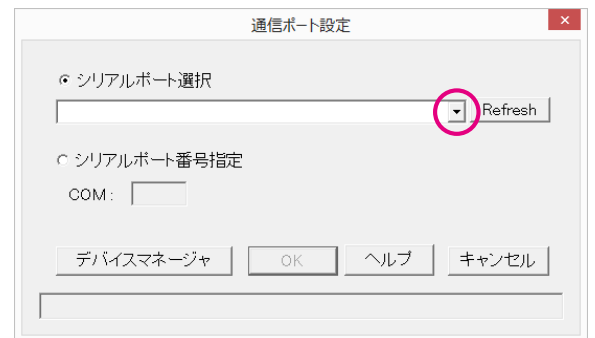 通信ポート設定
シリアルポート選択
Refresh
シリアルポート番号指定
COM:
デバイスマネージャ OK ヘルプ キャンセル